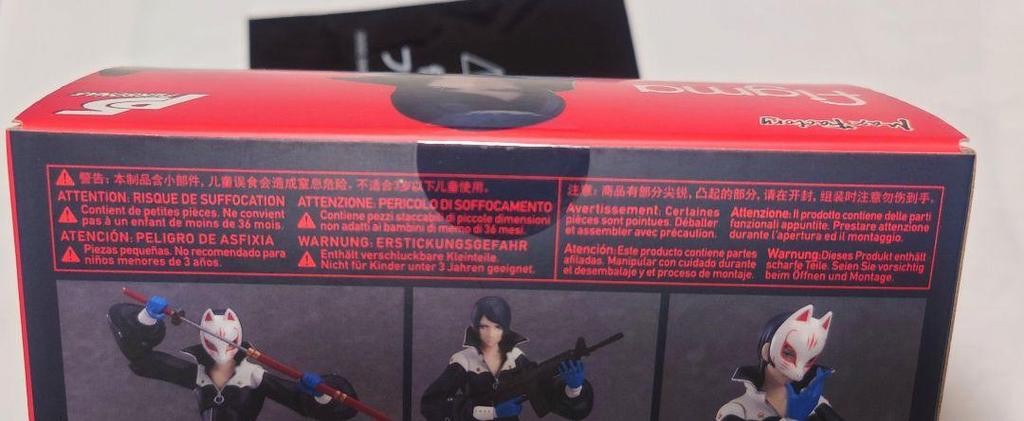 figma
Max Factory
P5
警告: 本制品含小部件, 儿童误食会造成窒息危险, 不适合3岁以下儿童使用。
ATTENTION: RISQUE DE SUFFOCATION
Contient de petites pièces. Ne convient
pas à un enfant de moins de 36 mois.
ATENCIÓN: PELIGRO DE ASFIXIA
Piezas pequeñas. No recomendado para
niños menores de 3 años.
ATTENZIONE: PERICOLO DI SOFFOCAMENTO
Contiene pezzi staccabili di piccole dimensioni
non adatti ai bambini di meno di 36 mesi.
WARNUNG: ERSTICKUNGSGEFAHR
Enthält verschluckbare Kleinteile.
Nicht für Kinder unter 3 Jahren geeignet.
注意: 商品有部分尖锐, 凸起的部分, 请在开封, 组装时注意勿伤到手。
Avertissement: Certaines
pièces sont pointues. Déballer
et assembler avec précaution.
Atención: Este producto contiene partes
afiladas. Manipular con cuidado durante
el desembalaje y el proceso de montaje.
Attenzione: Il prodotto contiene delle parti
funzionali appuntite. Prestare attenzione
durante l'apertura ed il montaggio.
Warnung: Dieses Produkt enthält
scharfe Teile. Seien Sie vorsichtig
beim Öffnen und Montage.